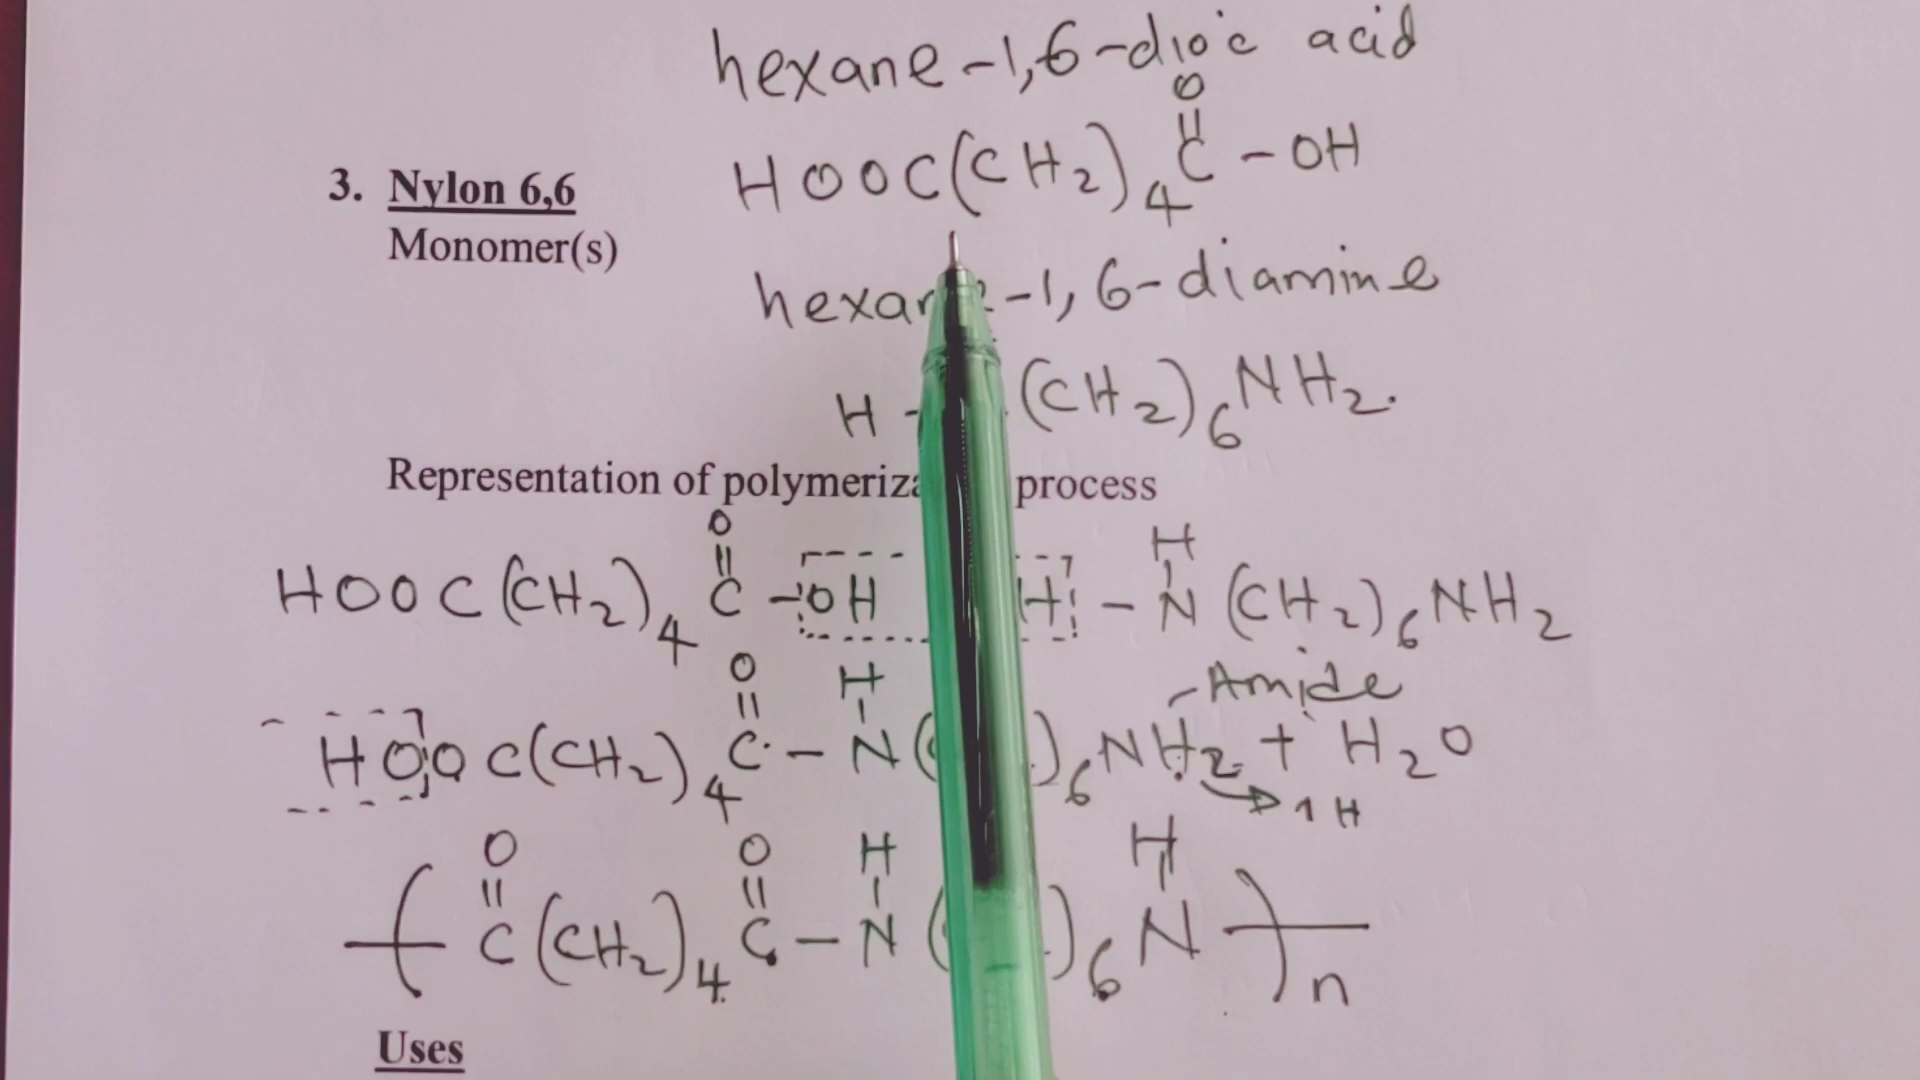 hexane-1,6-dioic acid
O
HOOC(CH2)4C-OH
3. Nylon 6,6
Monomer(s)
-1,6-diamine
H - (CH2)6NH2.
Representation of process
O H
HOOC(CH2)4C-OH H-N(CH2)6NH2
O H -Amide
HOOC(CH2)4C-N( )6NH2 + H2O
1H
O O H H
( C(CH2)4C-N( )6N )n
Uses